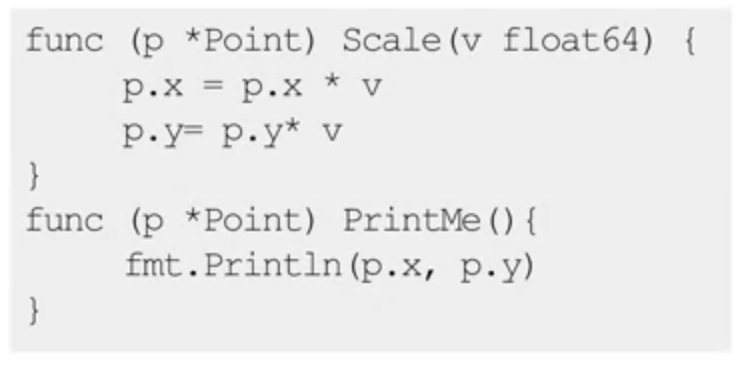 func (p *Point) Scale(v float64) {
     p.x = p.x * v
     p.y= p.y* v
}
func (p *Point) PrintMe(){
     fmt.Println(p.x, p.y)
}